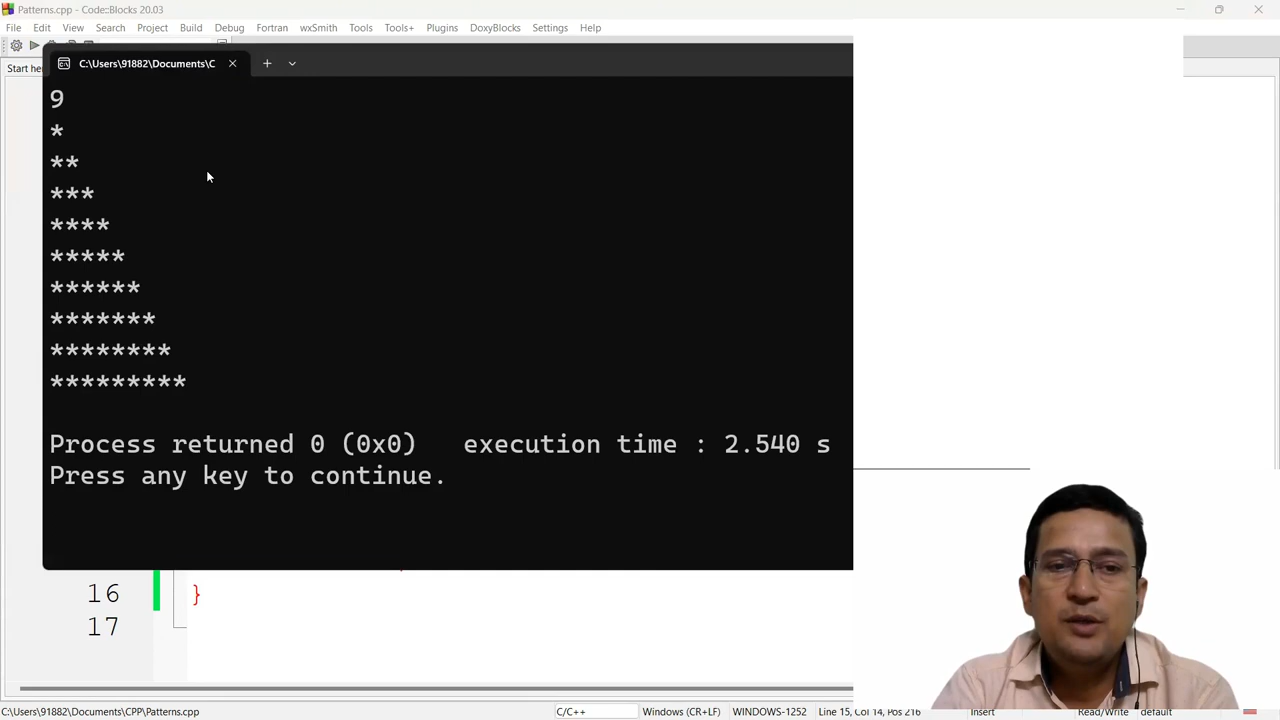 Patterns.cpp - Code::Blocks 20.03
File Edit View Search Project Build Debug Fortran wxSmith Tools Tools+ Plugins DoxyBlocks Settings Help
Start he
C:\Users\91882\Documents\C
9
*
**
***
****
*****
******
*******
********
*********
Process returned 0 (0x0) execution time : 2.540 s
Press any key to continue.
16 }
17
C:\Users\91882\Documents\CPP\Patterns.cpp C/C++ Windows (CR+LF) WINDOWS-1252 Line 15, Col 14, Pos 216 Insert Read/Write default